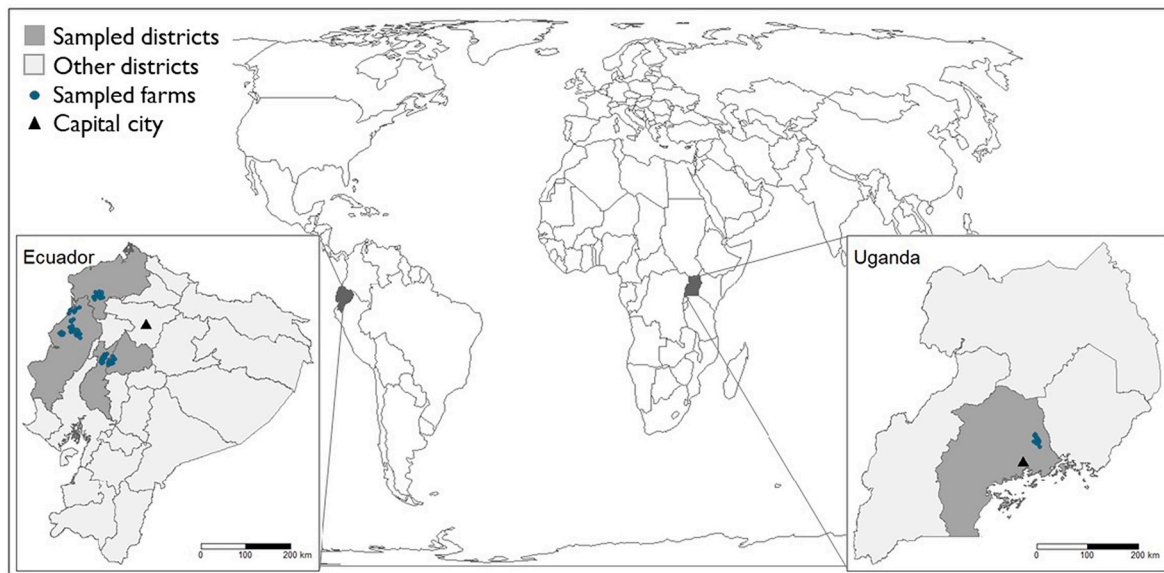 Sampled districts
Other districts
Sampled farms
Capital city
Ecuador
0 100 200 km
Uganda
0 100 200 km